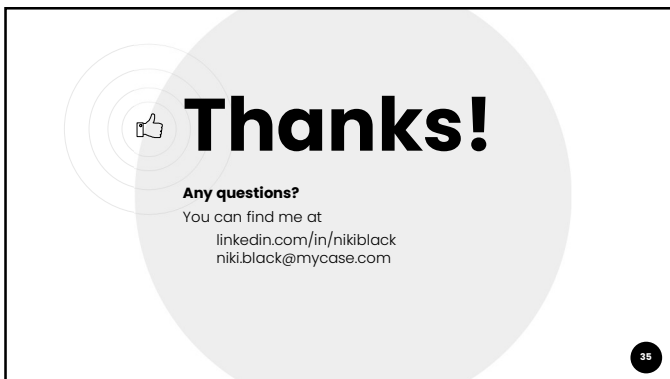 Thanks!
Any questions?
You can find me at
linkedin.com/in/nikiblack
niki.black@mycase.com
35